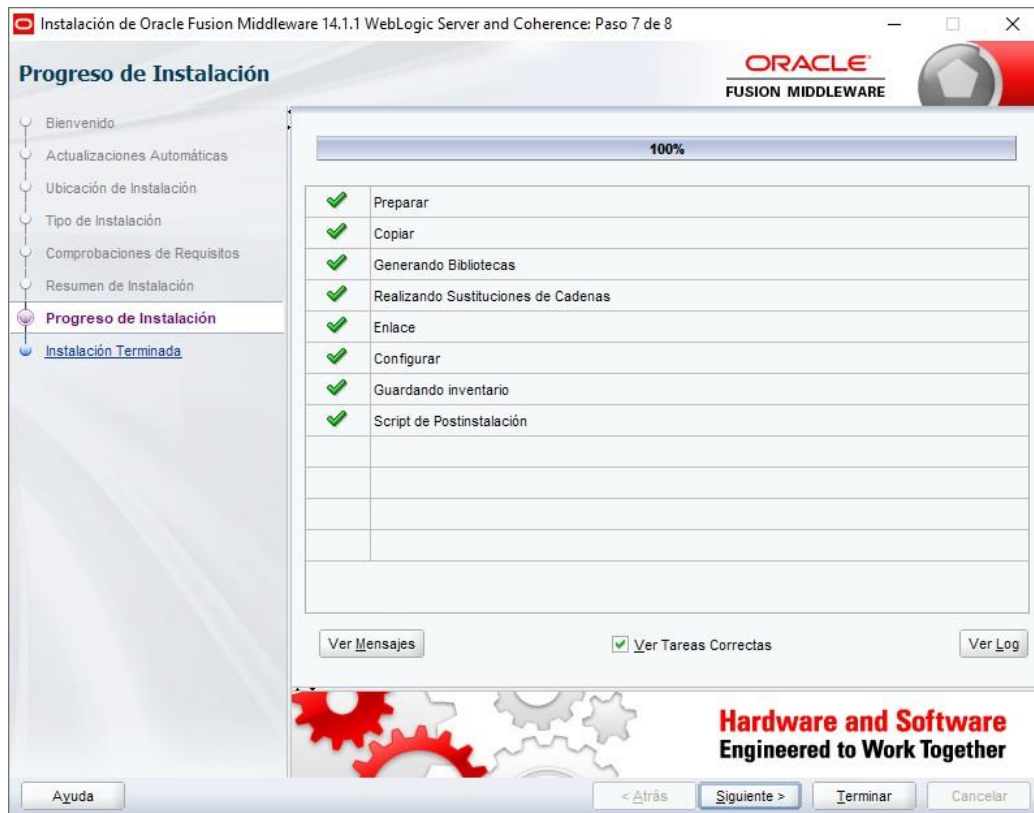 Instalación de Oracle Fusion Middleware 14.1.1 WebLogic Server and Coherence: Paso 7 de 8
Progreso de Instalación
ORACLE
FUSION MIDDLEWARE
Bienvenido
Actualizaciones Automáticas
Ubicación de Instalación
Tipo de Instalación
Comprobaciones de Requisitos
Resumen de Instalación
Progreso de Instalación
Instalación Terminada
100%
Preparar
Copiar
Generando Bibliotecas
Realizando Sustituciones de Cadenas
Enlace
Configurar
Guardando inventario
Script de Postinstalación
Ver Mensajes
Ver Tareas Correctas
Ver Log
Hardware and Software
Engineered to Work Together
Ayuda
< Atrás
Siguiente >
Terminar
Cancelar